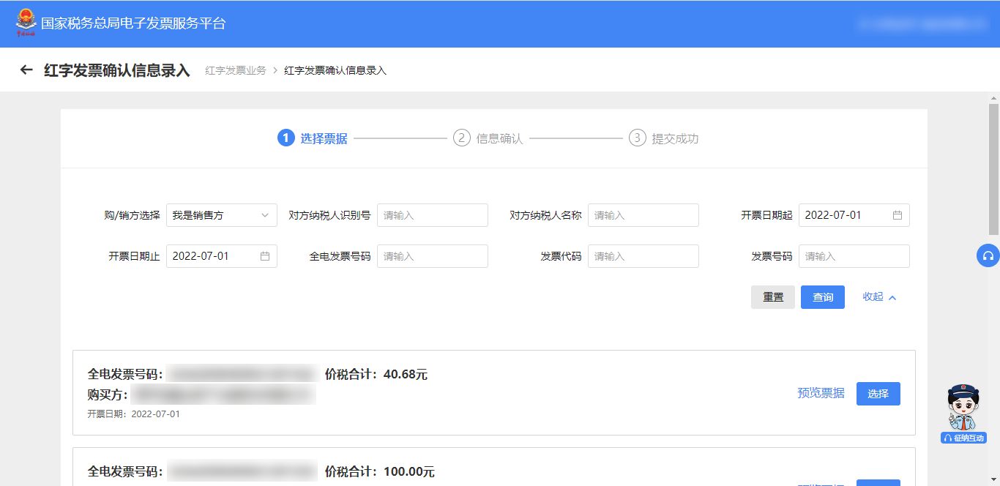 国家税务总局电子发票服务平台
红字发票确认信息录入 红字发票业务 > 红字发票确认信息录入
1 选择票据 2 信息确认 3 提交成功
购/销方选择 我是销售方 对方纳税人识别号 请输入 对方纳税人名称 请输入 开票日期起 2022-07-01
开票日期止 2022-07-01 全电发票号码 请输入 发票代码 请输入 发票号码 请输入
重置 查询 收起
全电发票号码： 价税合计：40.68元
购买方：
预览票据 选择
开票日期：2022-07-01
征纳互动
全电发票号码： 价税合计：100.00元